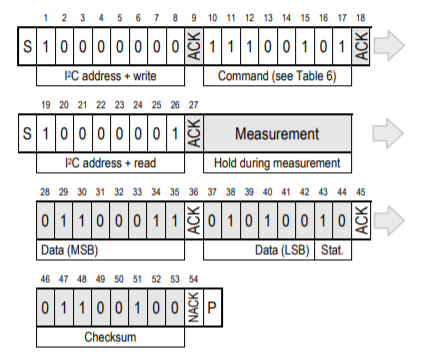 1 2 3 4 5 6 7 8 9 10 11 12 13 14 15 16 17 18
S 1 0 0 0 0 0 0 0 ACK 1 1 1 0 0 1 0 1 ACK
I²C address + write Command (see Table 6)
19 20 21 22 23 24 25 26 27
S 1 0 0 0 0 0 0 1 ACK Measurement
I²C address + read Hold during measurement
28 29 30 31 32 33 34 35 36 37 38 39 40 41 42 43 44 45
0 1 1 0 0 0 1 1 ACK 0 1 0 1 0 0 1 0 ACK
Data (MSB) Data (LSB) Stat.
46 47 48 49 50 51 52 53 54
0 1 1 0 0 1 0 0 NACK P
Checksum